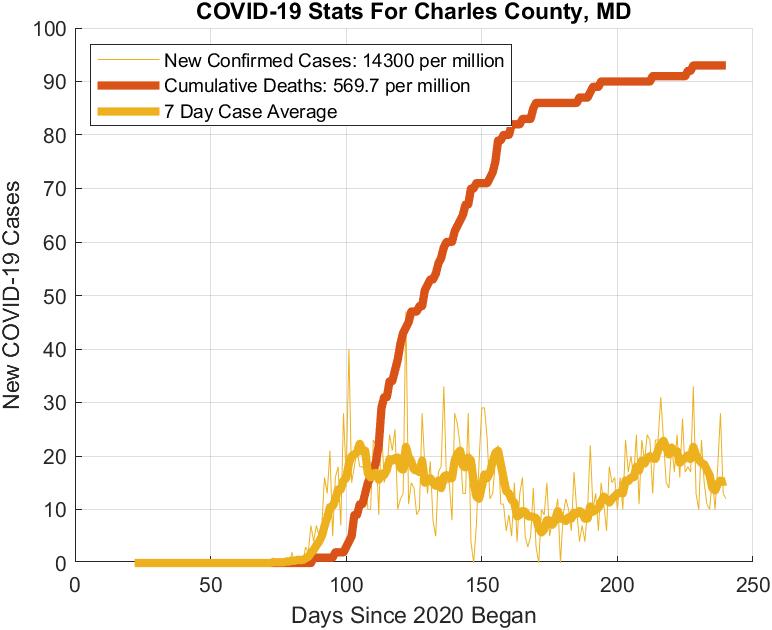 COVID-19 Stats For Charles County, MD
New Confirmed Cases: 14300 per million
Cumulative Deaths: 569.7 per million
7 Day Case Average
New COVID-19 Cases
100
90
80
70
60
50
40
30
20
10
0
0 50 100 150 200 250
Days Since 2020 Began